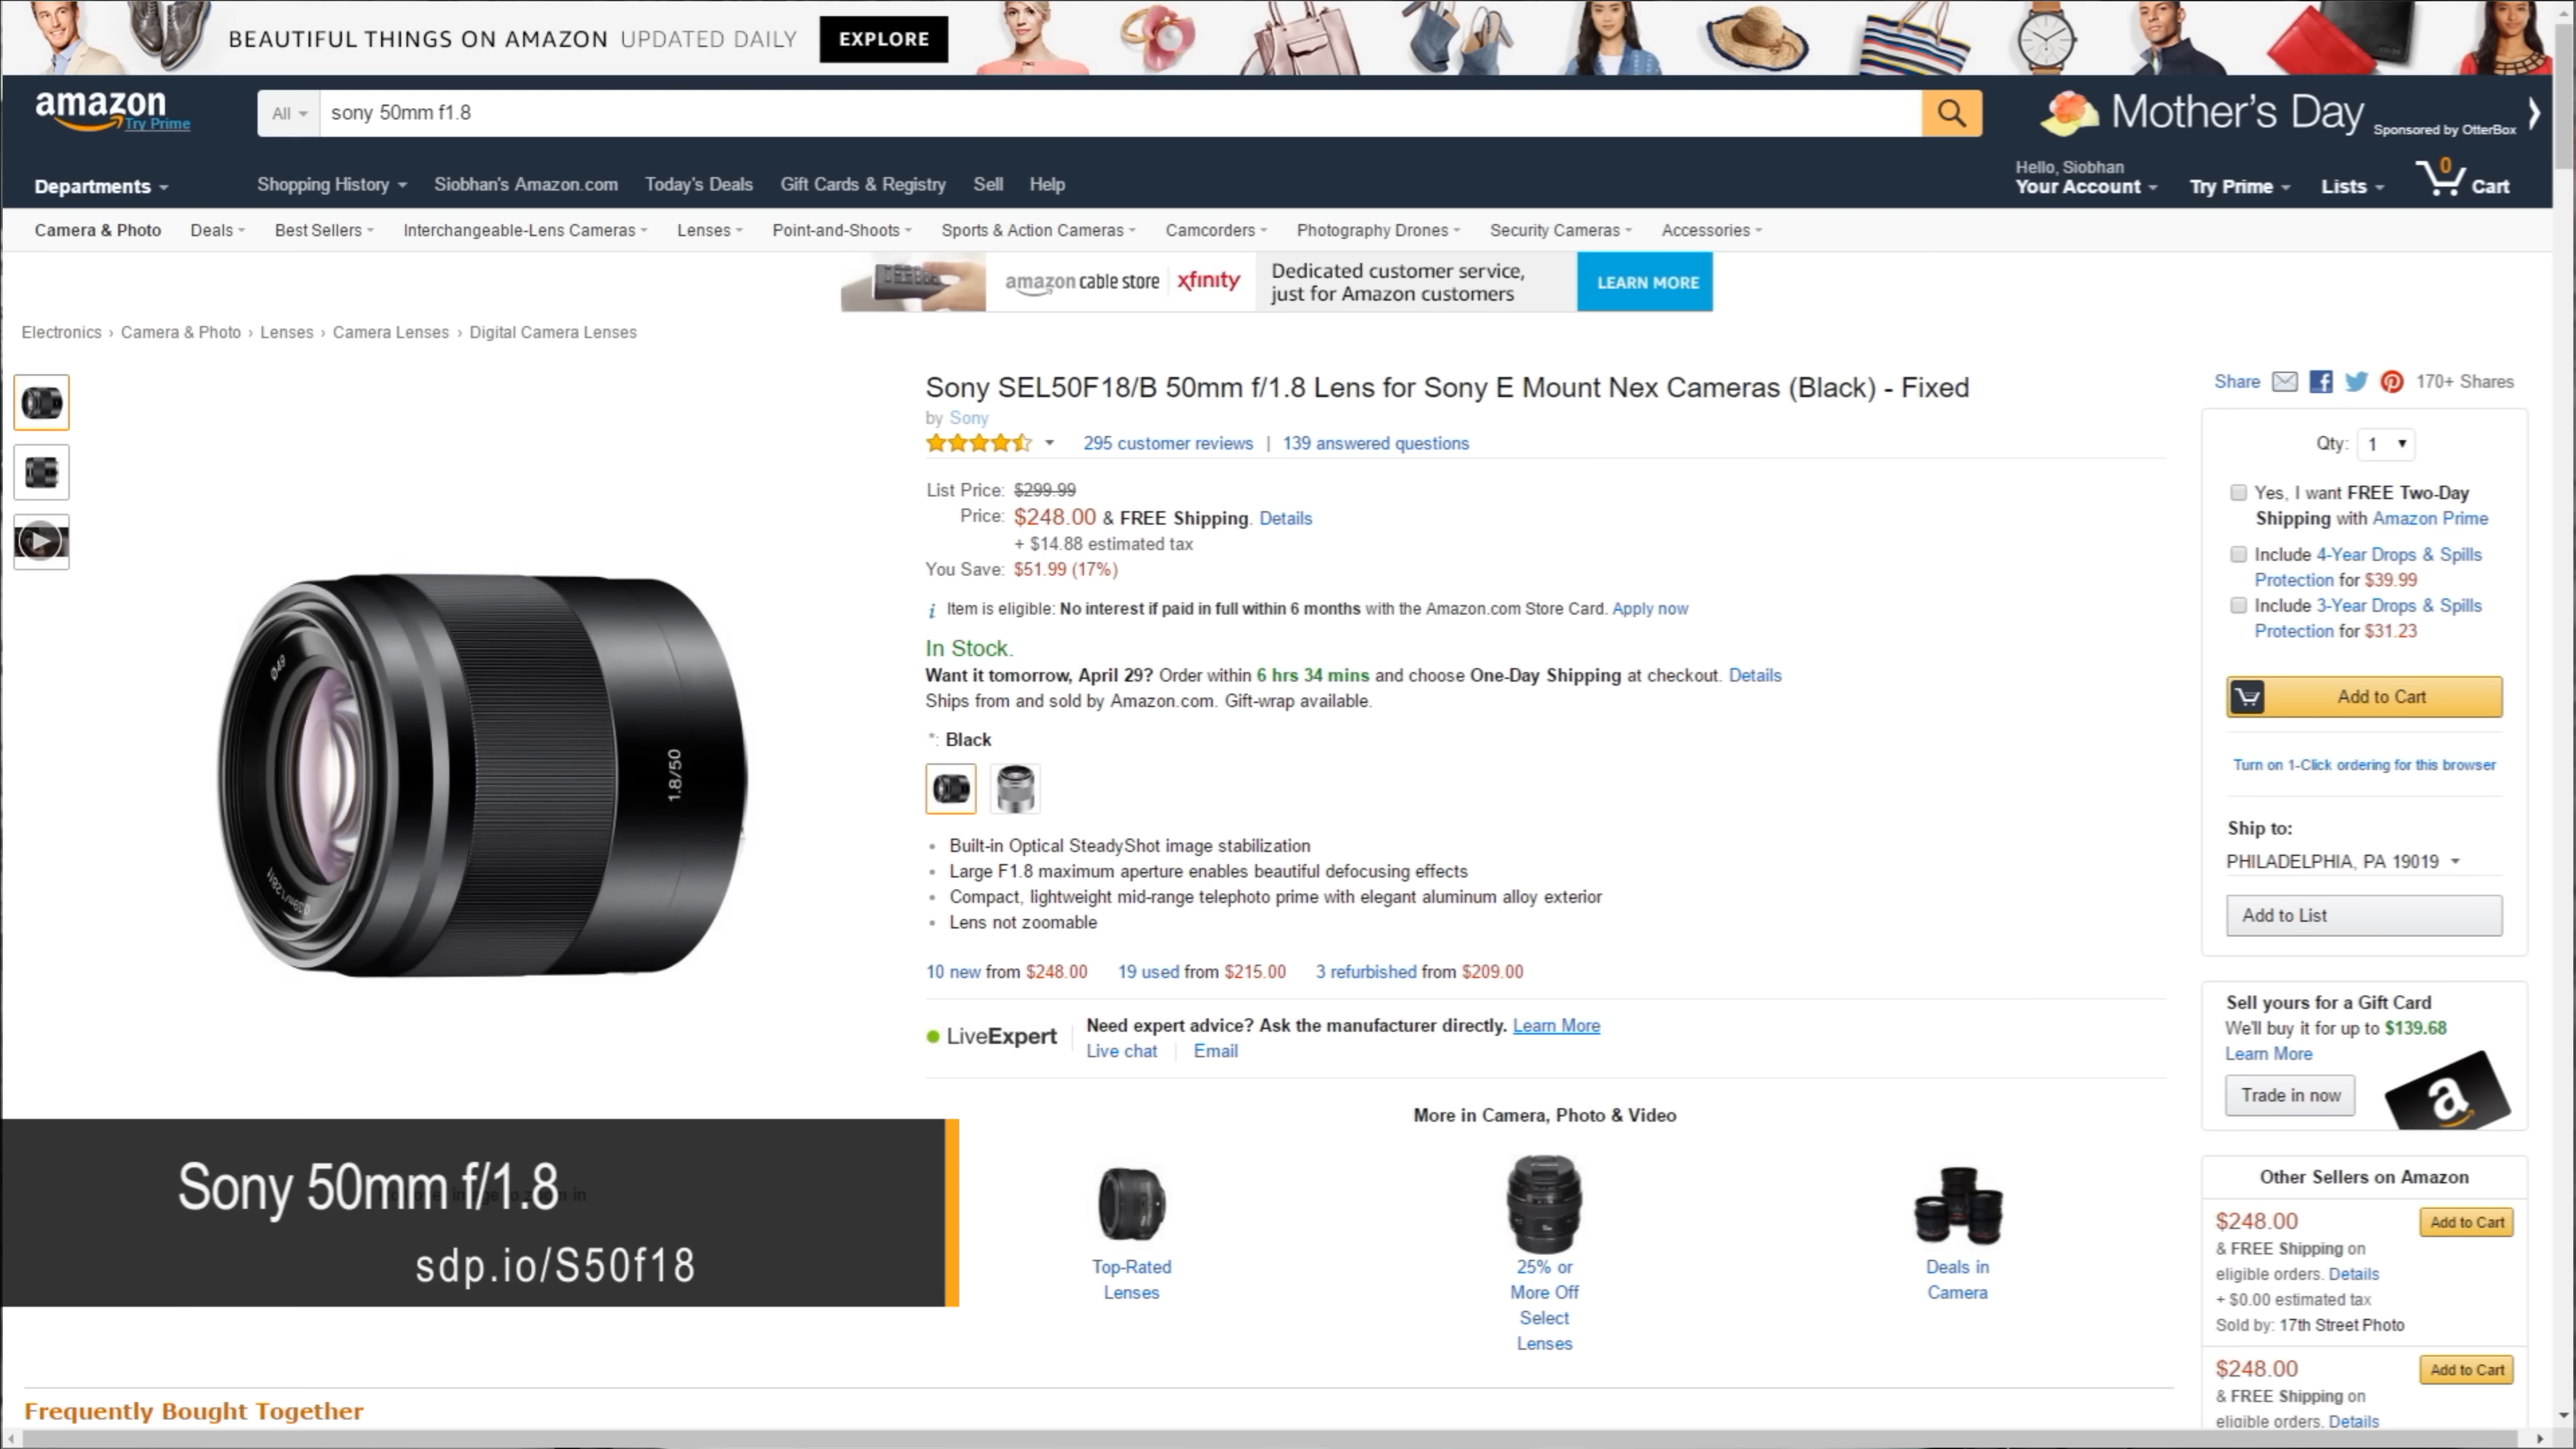 BEAUTIFUL THINGS ON AMAZON UPDATED DAILY EXPLORE
amazon
Try Prime
All
sony 50mm f1.8
Mother's Day
Sponsored by OtterBox
Departments
Shopping History
Siobhan's Amazon.com
Today's Deals
Gift Cards & Registry
Sell
Help
Hello, Siobhan
Your Account
Try Prime
Lists
0
Cart
Camera & Photo
Deals
Best Sellers
Interchangeable-Lens Cameras
Lenses
Point-and-Shoots
Sports & Action Cameras
Camcorders
Photography Drones
Security Cameras
Accessories
amazon cable store
xfinity
Dedicated customer service,
just for Amazon customers
LEARN MORE
Electronics › Camera & Photo › Lenses › Camera Lenses › Digital Camera Lenses
1.8/50
Sony SEL50F18/B 50mm f/1.8 Lens for Sony E Mount Nex Cameras (Black) - Fixed
by Sony
295 customer reviews | 139 answered questions
List Price: $299.99
Price: $248.00 & FREE Shipping. Details
+ $14.88 estimated tax
You Save: $51.99 (17%)
i Item is eligible: No interest if paid in full within 6 months with the Amazon.com Store Card. Apply now
In Stock.
Want it tomorrow, April 29? Order within 6 hrs 34 mins and choose One-Day Shipping at checkout. Details
Ships from and sold by Amazon.com. Gift-wrap available.
*: Black
• Built-in Optical SteadyShot image stabilization
• Large F1.8 maximum aperture enables beautiful defocusing effects
• Compact, lightweight mid-range telephoto prime with elegant aluminum alloy exterior
• Lens not zoomable
10 new from $248.00 19 used from $215.00 3 refurbished from $209.00
LiveExpert
Need expert advice? Ask the manufacturer directly. Learn More
Live chat
Email
More in Camera, Photo & Video
Top-Rated
Lenses
25% or
More Off
Select
Lenses
Deals in
Camera
Share
170+ Shares
Qty: 1
Yes, I want FREE Two-Day
Shipping with Amazon Prime
Include 4-Year Drops & Spills
Protection for $39.99
Include 3-Year Drops & Spills
Protection for $31.23
Add to Cart
Turn on 1-Click ordering for this browser
Ship to:
PHILADELPHIA, PA 19019
Add to List
Sell yours for a Gift Card
We'll buy it for up to $139.68
Learn More
Trade in now
a
Other Sellers on Amazon
$248.00
Add to Cart
& FREE Shipping on
eligible orders. Details
+ $0.00 estimated tax
Sold by: 17th Street Photo
$248.00
Add to Cart
& FREE Shipping on
eligible orders. Details
Sony 50mm f/1.8
sdp.io/S50f18
Frequently Bought Together